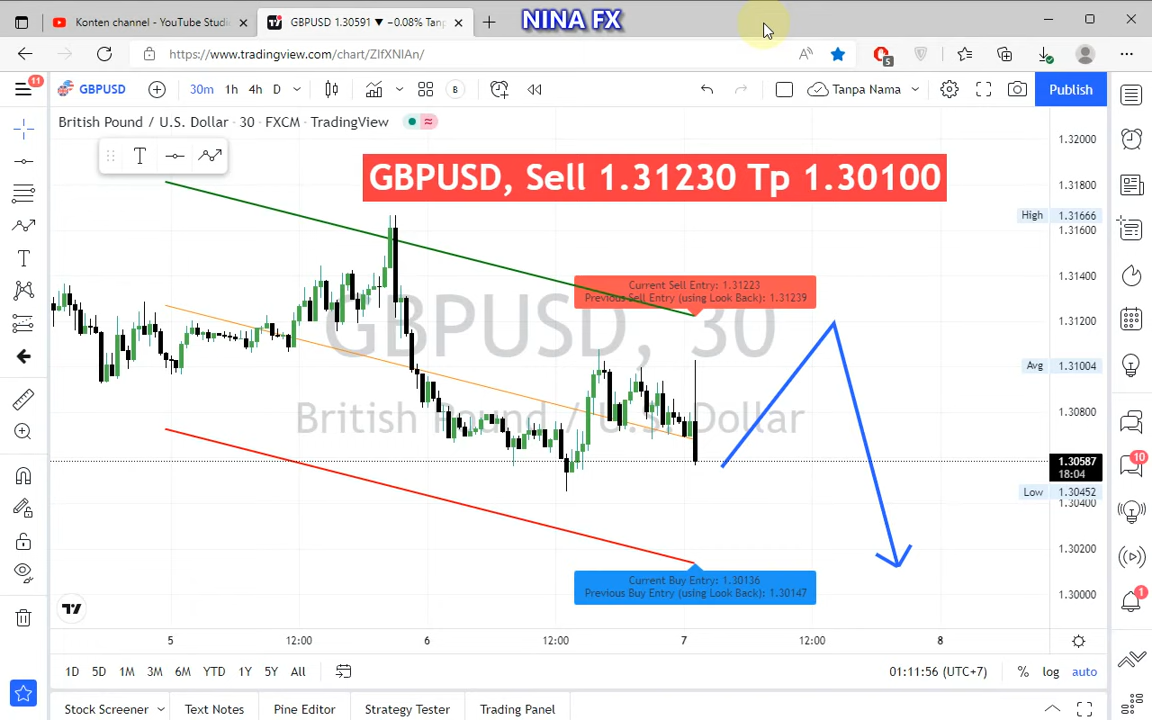 Konten channel - YouTube Studi
GBPUSD 1.30591 ▼ −0.08% Tanp
NINA FX
https://www.tradingview.com/chart/ZIfXNIAn/
5
11
GBPUSD
30m 1h 4h D
B
Tanpa Nama
Publish
British Pound / U.S. Dollar · 30 · FXCM · TradingView
T
GBPUSD, Sell 1.31230 Tp 1.30100
1.32000
1.31800
High 1.31666
1.31600
1.31400
Current Sell Entry: 1.31223
Previous Sell Entry (using Look Back): 1.31239
1.31200
GBPUSD, 30
Avg 1.31004
1.30800
British Pound / U.S. Dollar
1.30587
18:04
10
Low 1.30452
1.30400
1.30200
Current Buy Entry: 1.30136
Previous Buy Entry (using Look Back): 1.30147
1.30000
1
5 12:00 6 12:00 7 12:00 8
1D 5D 1M 3M 6M YTD 1Y 5Y All
01:11:56 (UTC+7) % log auto
Stock Screener Text Notes Pine Editor Strategy Tester Trading Panel